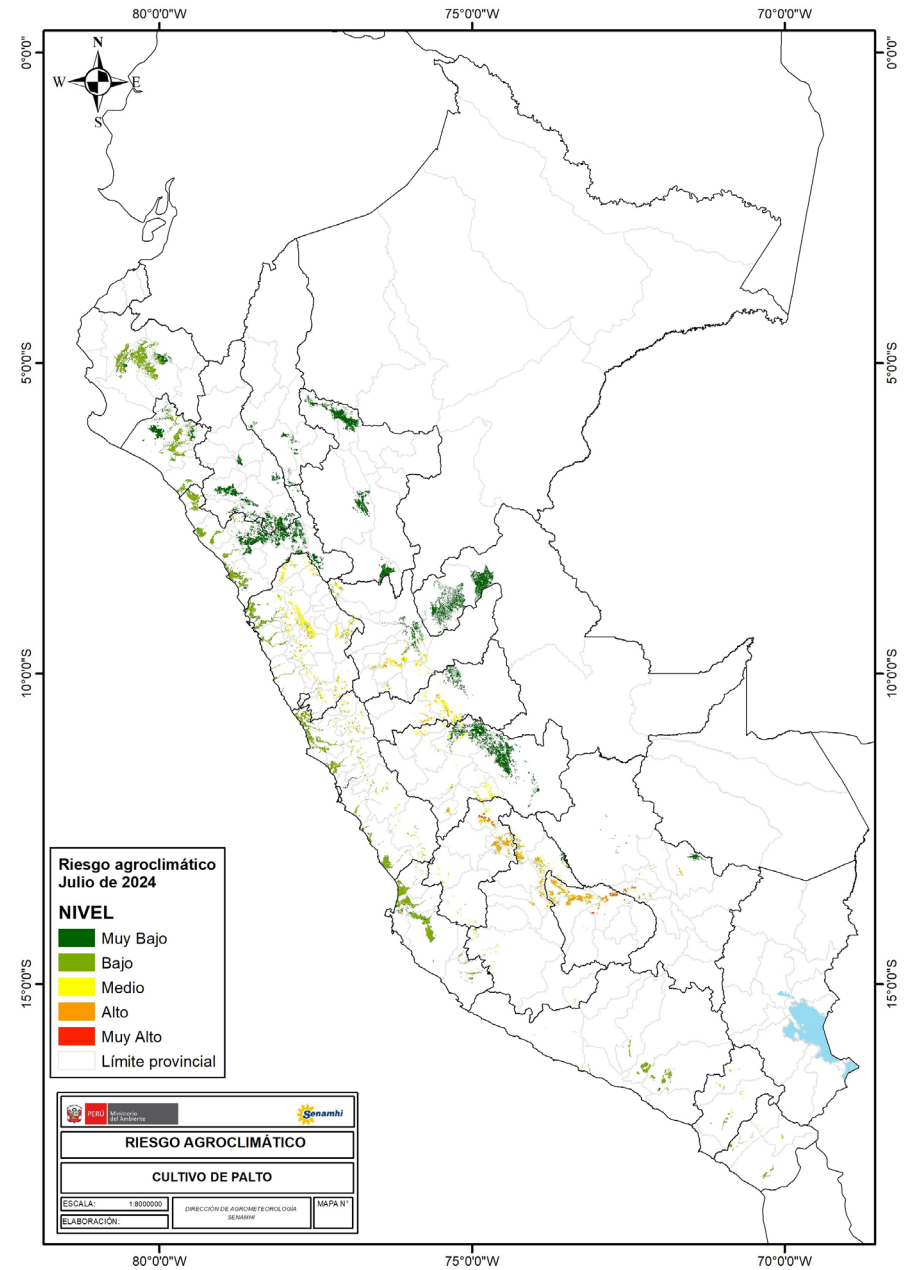 80°0'0"W 75°0'0"W 70°0'0"W
N
W E
S
0°0'0" 0°0'0"
5°0'0"S 5°0'0"S
10°0'0"S 10°0'0"S
15°0'0"S 15°0'0"S
Riesgo agroclimático
Julio de 2024
NIVEL
Muy Bajo
Bajo
Medio
Alto
Muy Alto
Límite provincial
PERÚ Ministerio
del Ambiente
Senamhi
RIESGO AGROCLIMÁTICO
CULTIVO DE PALTO
ESCALA: 1:8000000
ELABORACIÓN:
DIRECCIÓN DE AGROMETEOROLOGÍA
SENAMHI
MAPA N°
80°0'0"W 75°0'0"W 70°0'0"W